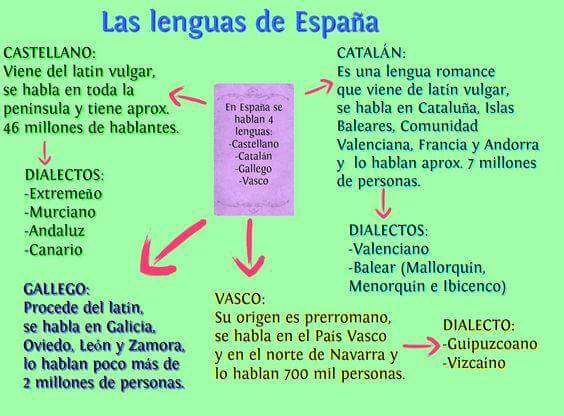 Las lenguas de España
CASTELLANO:
Viene del latín vulgar,
se habla en toda la
peninsula y tiene aprox.
46 millones de hablantes.
DIALECTOS:
-Extremeño
-Murciano
-Andaluz
-Canario
En España se
hablan 4
lenguas:
-Castellano
-Catalán
-Gallego
-Vasco
CATALÁN:
Es una lengua romance
que viene de latín vulgar,
se habla en Cataluña, Islas
Baleares, Comunidad
Valenciana, Francia y Andorra
y lo hablan aprox. 7 millones
de personas.
DIALECTOS:
-Valenciano
-Balear (Mallorquín,
Menorquin e Ibicenco)
GALLEGO:
Procede del latín,
se habla en Galicia,
Oviedo, León y Zamora,
lo hablan poco más de
2 millones de personas.
VASCO:
Su origen es prerromano,
se habla en el País Vasco
y en el norte de Navarra y
lo hablan 700 mil personas.
DIALECTO:
-Guipuzcoano
-Vizcaíno